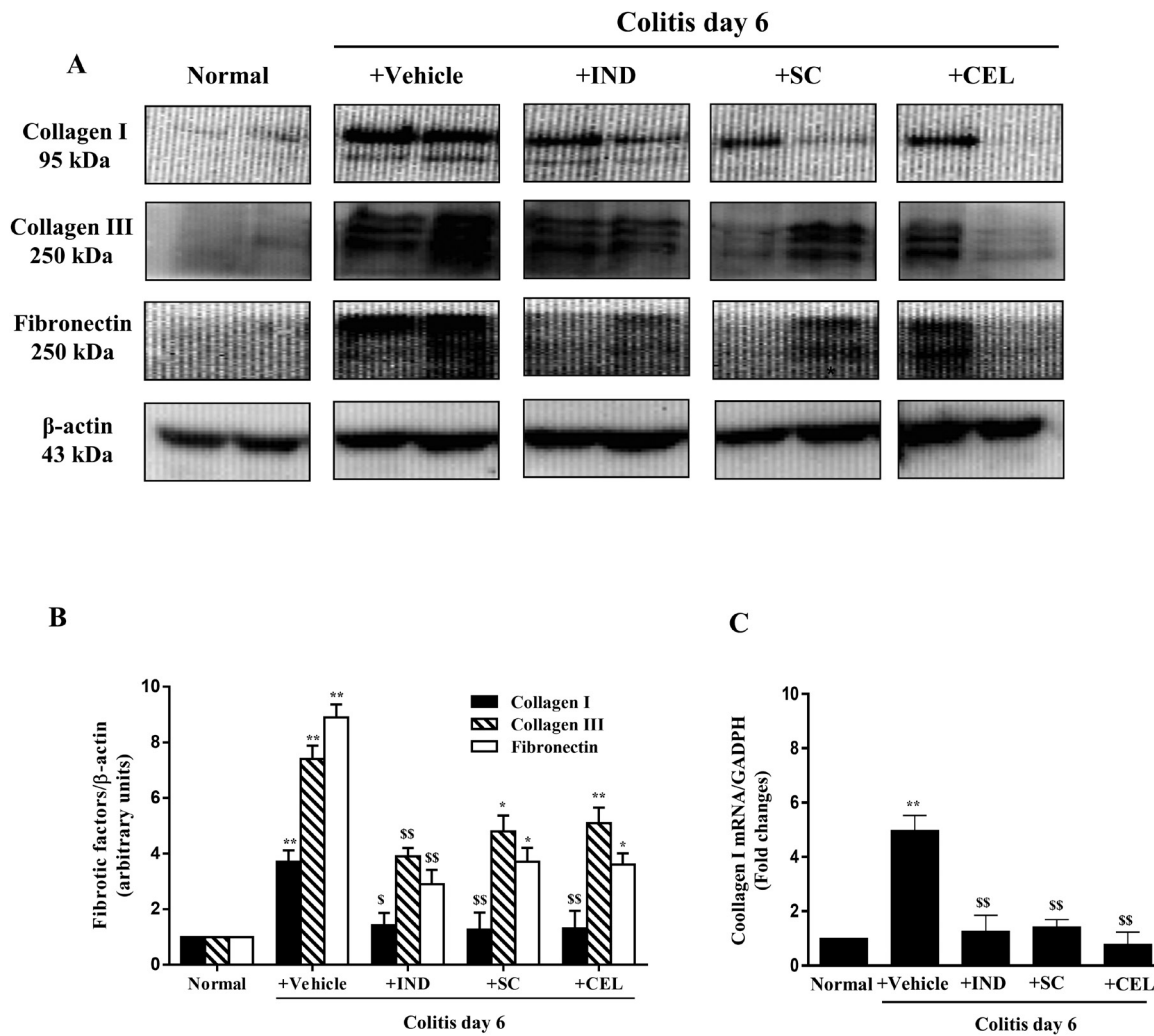 Colitis day 6
A
Normal +Vehicle +IND +SC +CEL
Collagen I
95 kDa
Collagen III
250 kDa
Fibronectin
250 kDa
*
β-actin
43 kDa
B
C
Fibrotic factors/β-actin
(arbitrary units)
10
8
6
4
2
0
Collagen I
Collagen III
Fibronectin
** ** **
$ $$ $$
$$ * *
$$ ** *
Normal +Vehicle +IND +SC +CEL
Colitis day 6
Coollagen I mRNA/GADPH
(Fold changes)
10
8
6
4
2
0
** $$ $$ $$
Normal +Vehicle +IND +SC +CEL
Colitis day 6